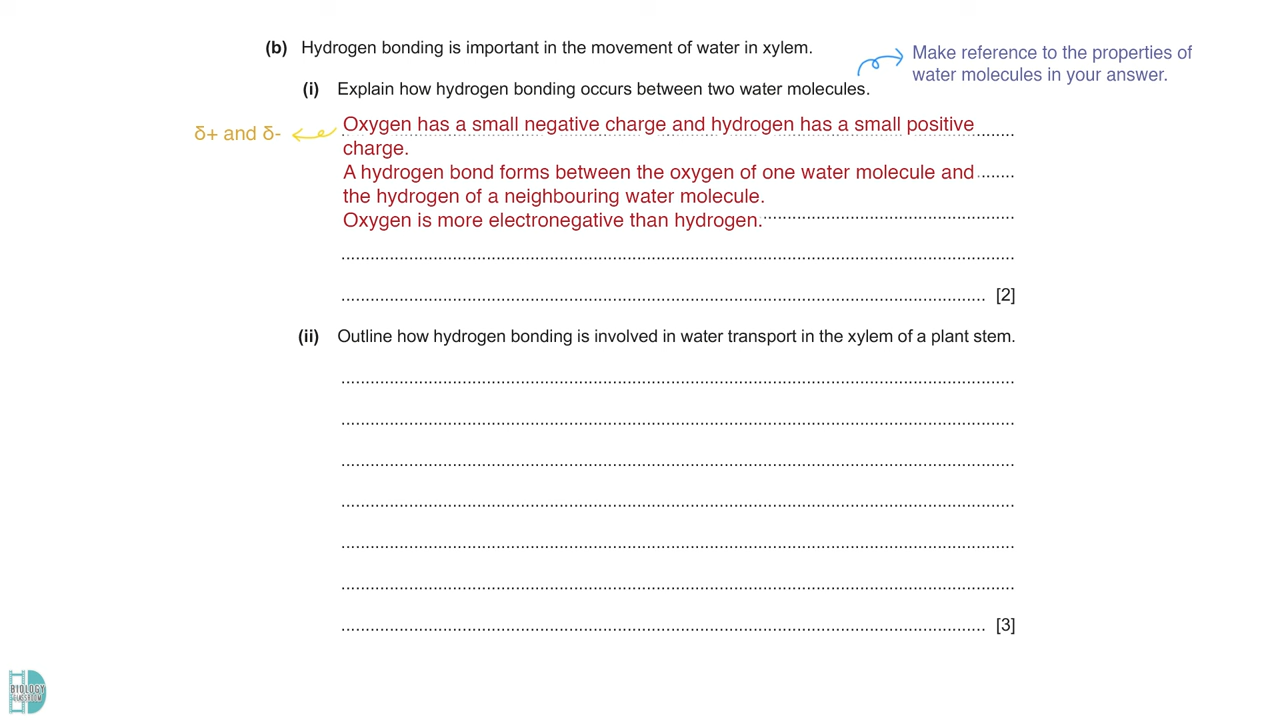 (b) Hydrogen bonding is important in the movement of water in xylem.
Make reference to the properties of
water molecules in your answer.
(i) Explain how hydrogen bonding occurs between two water molecules.
δ+ and δ-
Oxygen has a small negative charge and hydrogen has a small positive
charge.
A hydrogen bond forms between the oxygen of one water molecule and
the hydrogen of a neighbouring water molecule.
Oxygen is more electronegative than hydrogen.
[2]
(ii) Outline how hydrogen bonding is involved in water transport in the xylem of a plant stem.
[3]
BIOLOGY
CLASSROOM